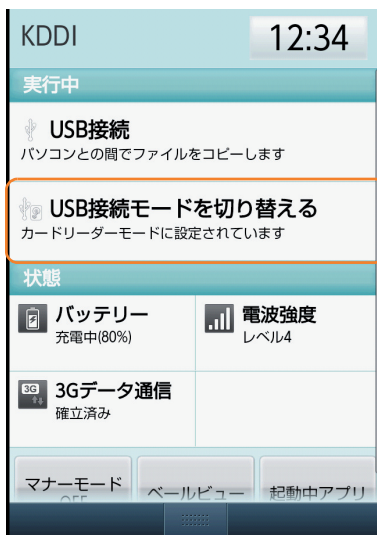 KDDI 12:34
実行中
USB接続
パソコンとの間でファイルをコピーします
USB接続モードを切り替える
カードリーダーモードに設定されています
状態
バッテリー
充電中(80%)
電波強度
レベル4
3G
3Gデータ通信
確立済み
マナーモード
OFF
ベールビュー
起動中アプリ